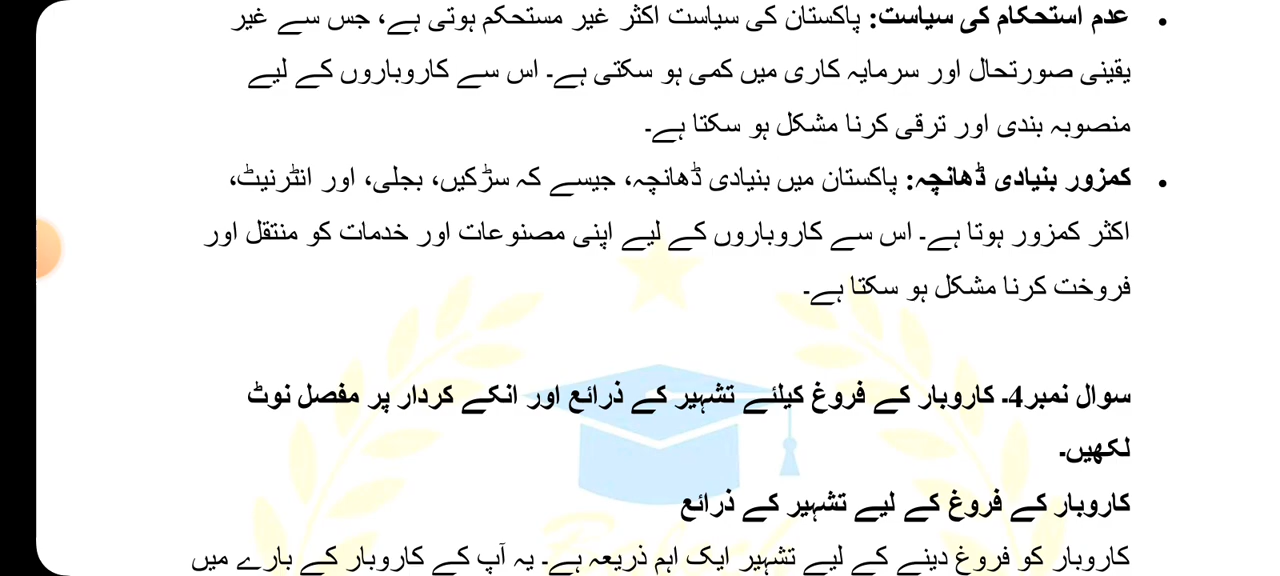 • عدم استحکام کی سیاست: پاکستان کی سیاست اکثر غیر مستحکم ہوتی ہے، جس سے غیر
یقینی صورتحال اور سرمایہ کاری میں کمی ہو سکتی ہے۔ اس سے کاروباروں کے لیے
منصوبہ بندی اور ترقی کرنا مشکل ہو سکتا ہے۔
• کمزور بنیادی ڈھانچہ: پاکستان میں بنیادی ڈھانچہ، جیسے کہ سڑکیں، بجلی، اور انٹرنیٹ،
اکثر کمزور ہوتا ہے۔ اس سے کاروباروں کے لیے اپنی مصنوعات اور خدمات کو منتقل اور
فروخت کرنا مشکل ہو سکتا ہے۔
سوال نمبر4۔ کاروبار کے فروغ کیلئے تشہیر کے ذرائع اور انکے کردار پر مفصل نوٹ
لکھیں۔
کاروبار کے فروغ کے لیے تشہیر کے ذرائع
کاروبار کو فروغ دینے کے لیے تشہیر ایک اہم ذریعہ ہے۔ یہ آپ کے کاروبار کے بارے میں